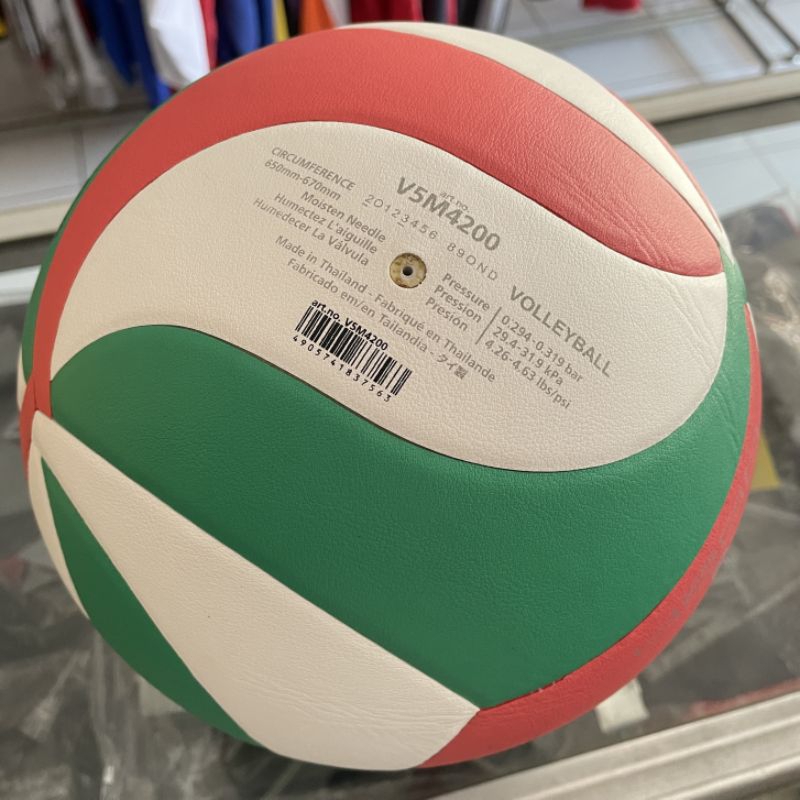 CIRCUMFERENCE
650mm-670mm
art no.
V5M4200
Moisten Needle
Humectez L'aiguille
Humedecer La Válvula
20123456 89OND
VOLLEYBALL
Made in Thailand - Fabriqué en Thaïlande
Fabricado em/en Tailandia - タイ製
Pressure
Pression
Presión
0.294-0.319 bar
29.4-31.9 kPa
4.26-4.63 lbs/psi
art.no. V5M4200
4905741837563